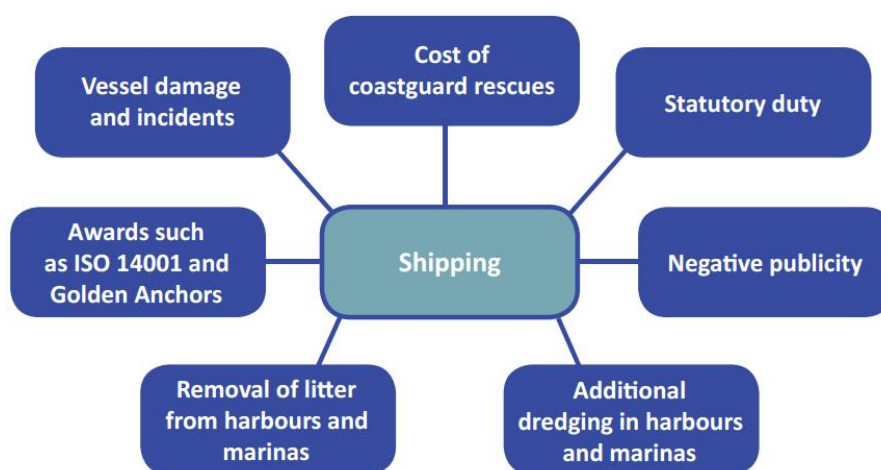 Cost of
coastguard rescues
Vessel damage
and incidents
Statutory duty
Awards such
as ISO 14001 and
Golden Anchors
Shipping
Negative publicity
Removal of litter
from harbours and
marinas
Additional
dredging in harbours
and marinas